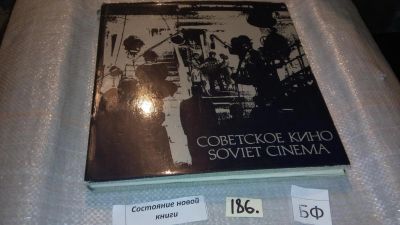 СОВЕТСКОЕ КИНО
SOVIET CINEMA
Состояние новой
книги
186.
БФ